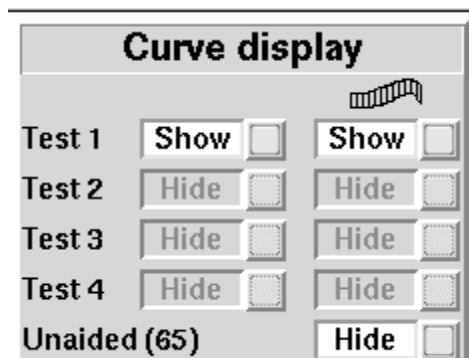 Curve display
Test 1 Show Show
Test 2 Hide Hide
Test 3 Hide Hide
Test 4 Hide Hide
Unaided (65) Hide